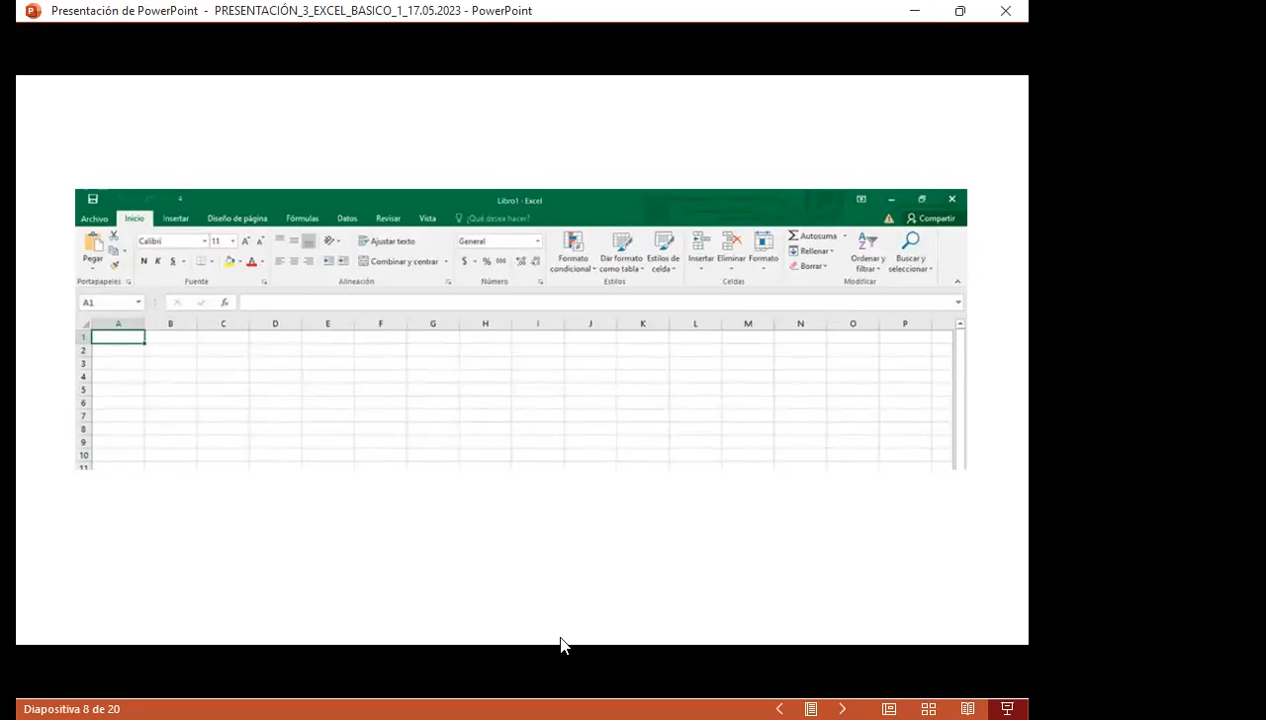 Presentación de PowerPoint - PRESENTACIÓN_3_EXCEL_BASICO_1_17.05.2023 - PowerPoint
Libro1 - Excel
Archivo Inicio Insertar Diseño de página Fórmulas Datos Revisar Vista ¿Qué desea hacer? Compartir
Pegar
Calibri 11
N K S
Ajustar texto
Combinar y centrar
General
$ % 000
Formato condicional
Dar formato como tabla
Estilos de celda
Insertar Eliminar Formato
Autosuma
Rellenar
Borrar
Ordenar y filtrar
Buscar y seleccionar
Portapapeles Fuente Alineación Número Estilos Celdas Modificar
A1 fx
A B C D E F G H I J K L M N O P
1
2
3
4
5
6
7
8
9
10
11
Diapositiva 8 de 20